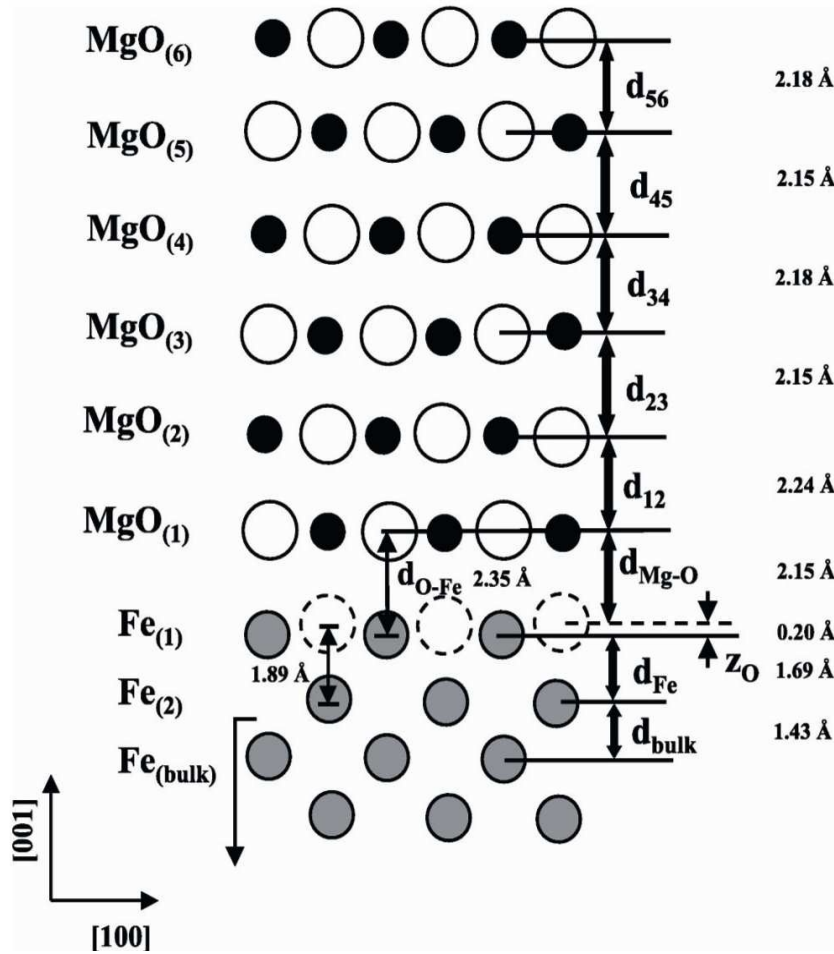 MgO(6)
d56
2.18 Å
MgO(5)
d45
2.15 Å
MgO(4)
d34
2.18 Å
MgO(3)
d23
2.15 Å
MgO(2)
d12
2.24 Å
MgO(1)
dO-Fe
2.35 Å
dMg-O
2.15 Å
Fe(1)
0.20 Å
zO
1.89 Å
dFe
1.69 Å
Fe(2)
dbulk
1.43 Å
Fe(bulk)
[001]
[100]